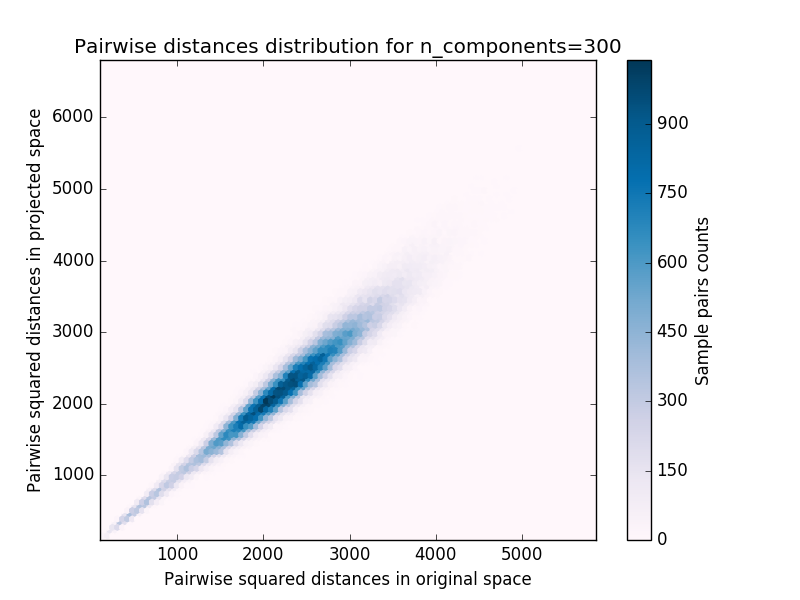 Pairwise distances distribution for n_components=300
Pairwise squared distances in projected space
6000
5000
4000
3000
2000
1000
1000 2000 3000 4000 5000
Pairwise squared distances in original space
900
750
600
450
300
150
0
Sample pairs counts